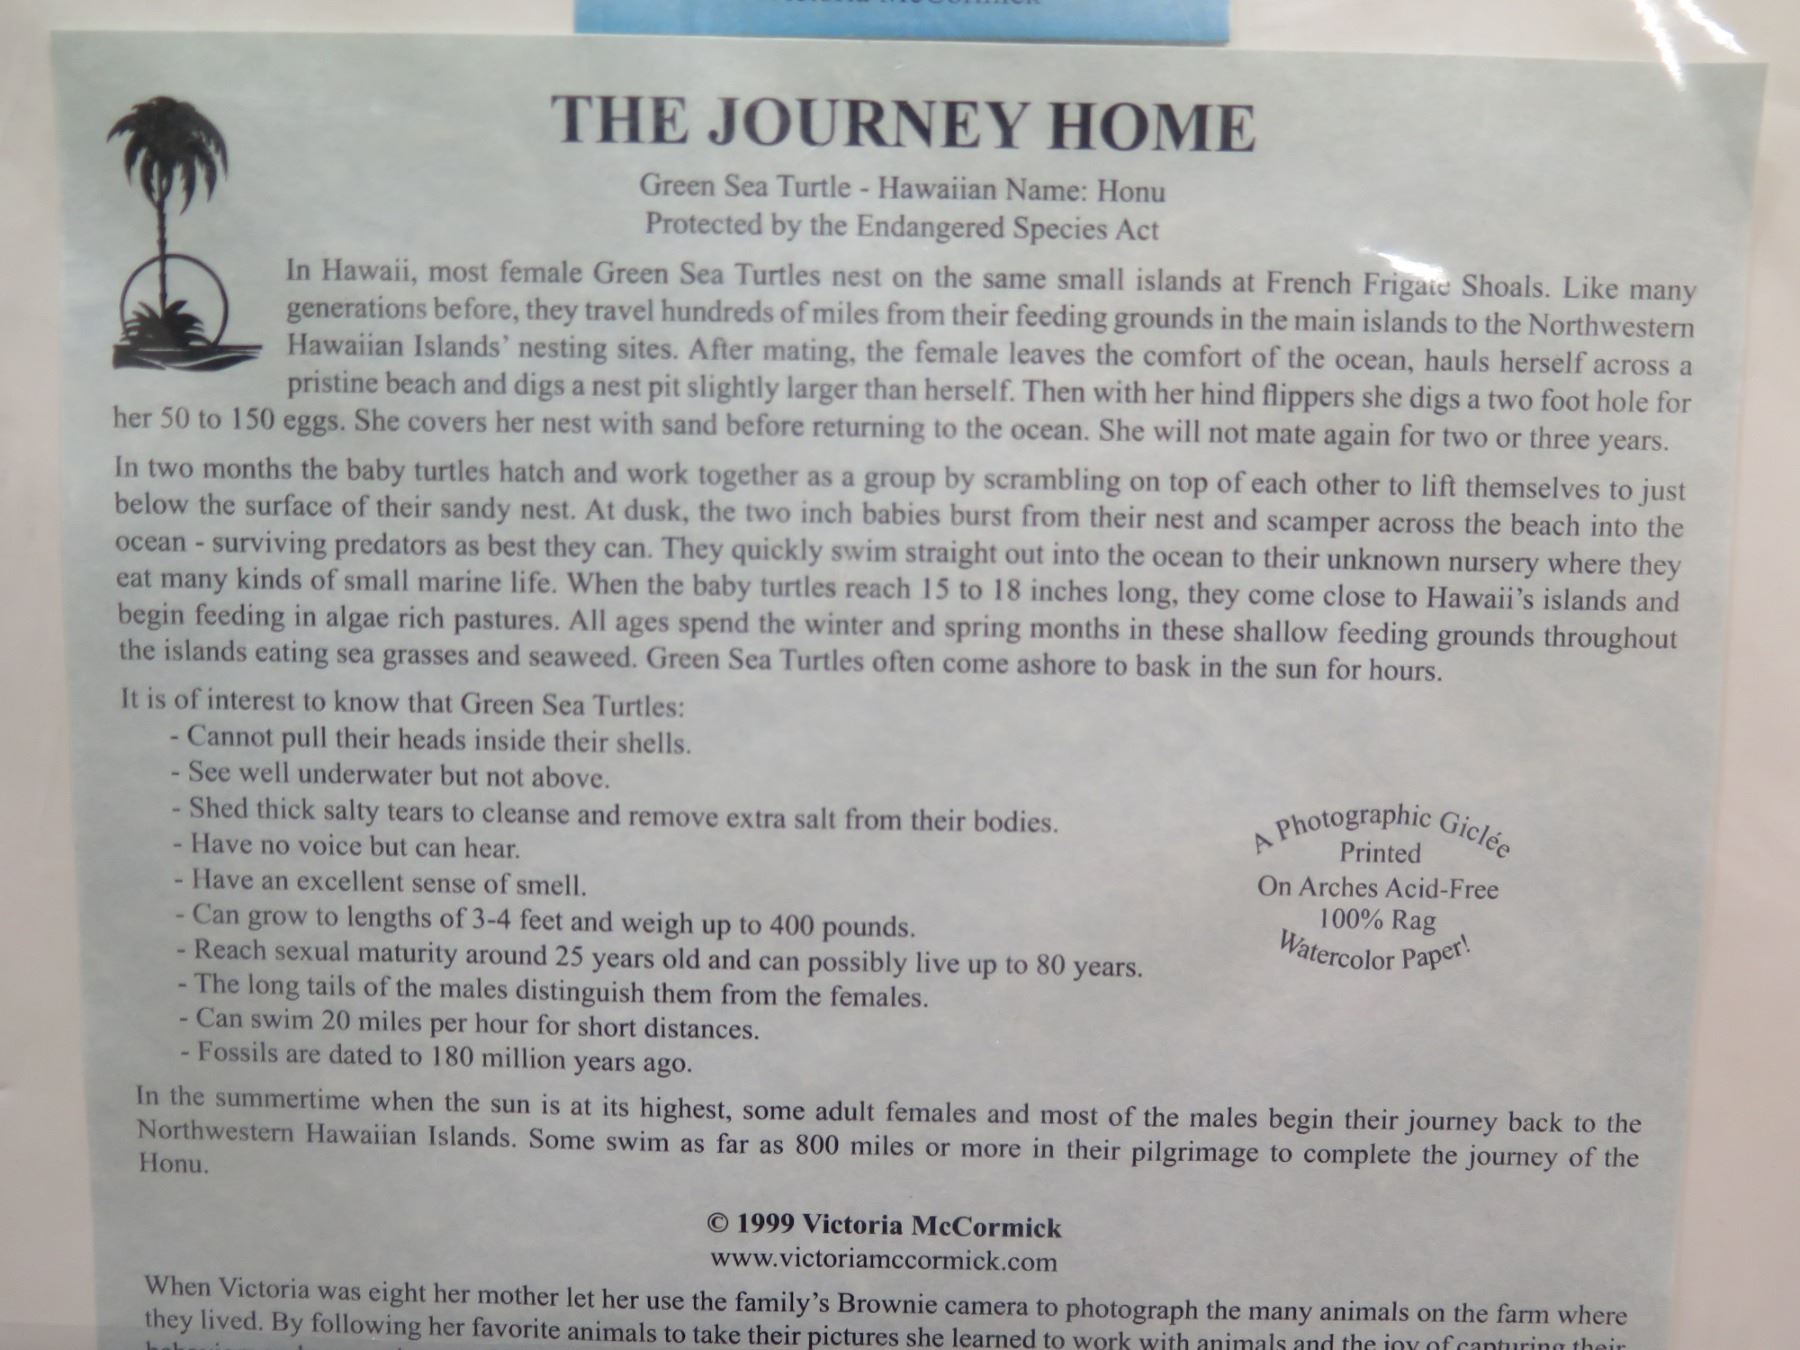 THE JOURNEY HOME
Green Sea Turtle - Hawaiian Name: Honu
Protected by the Endangered Species Act
In Hawaii, most female Green Sea Turtles nest on the same small islands at French Frigate Shoals. Like many
generations before, they travel hundreds of miles from their feeding grounds in the main islands to the Northwestern
Hawaiian Islands' nesting sites. After mating, the female leaves the comfort of the ocean, hauls herself across a
pristine beach and digs a nest pit slightly larger than herself. Then with her hind flippers she digs a two foot hole for
her 50 to 150 eggs. She covers her nest with sand before returning to the ocean. She will not mate again for two or three years.
In two months the baby turtles hatch and work together as a group by scrambling on top of each other to lift themselves to just
below the surface of their sandy nest. At dusk, the two inch babies burst from their nest and scamper across the beach into the
ocean - surviving predators as best they can. They quickly swim straight out into the ocean to their unknown nursery where they
eat many kinds of small marine life. When the baby turtles reach 15 to 18 inches long, they come close to Hawaii's islands and
begin feeding in algae rich pastures. All ages spend the winter and spring months in these shallow feeding grounds throughout
the islands eating sea grasses and seaweed. Green Sea Turtles often come ashore to bask in the sun for hours.
It is of interest to know that Green Sea Turtles:
- Cannot pull their heads inside their shells.
- See well underwater but not above.
- Shed thick salty tears to cleanse and remove extra salt from their bodies.
- Have no voice but can hear.
- Have an excellent sense of smell.
- Can grow to lengths of 3-4 feet and weigh up to 400 pounds.
- Reach sexual maturity around 25 years old and can possibly live up to 80 years.
- The long tails of the males distinguish them from the females.
- Can swim 20 miles per hour for short distances.
- Fossils are dated to 180 million years ago.
A Photographic Giclée
Printed
On Arches Acid-Free
100% Rag
Watercolor Paper!
In the summertime when the sun is at its highest, some adult females and most of the males begin their journey back to the
Northwestern Hawaiian Islands. Some swim as far as 800 miles or more in their pilgrimage to complete the journey of the
Honu.
© 1999 Victoria McCormick
www.victoriamccormick.com
When Victoria was eight her mother let her use the family's Brownie camera to photograph the many animals on the farm where
they lived. By following her favorite animals to take their pictures she learned to work with animals and the joy of capturing their